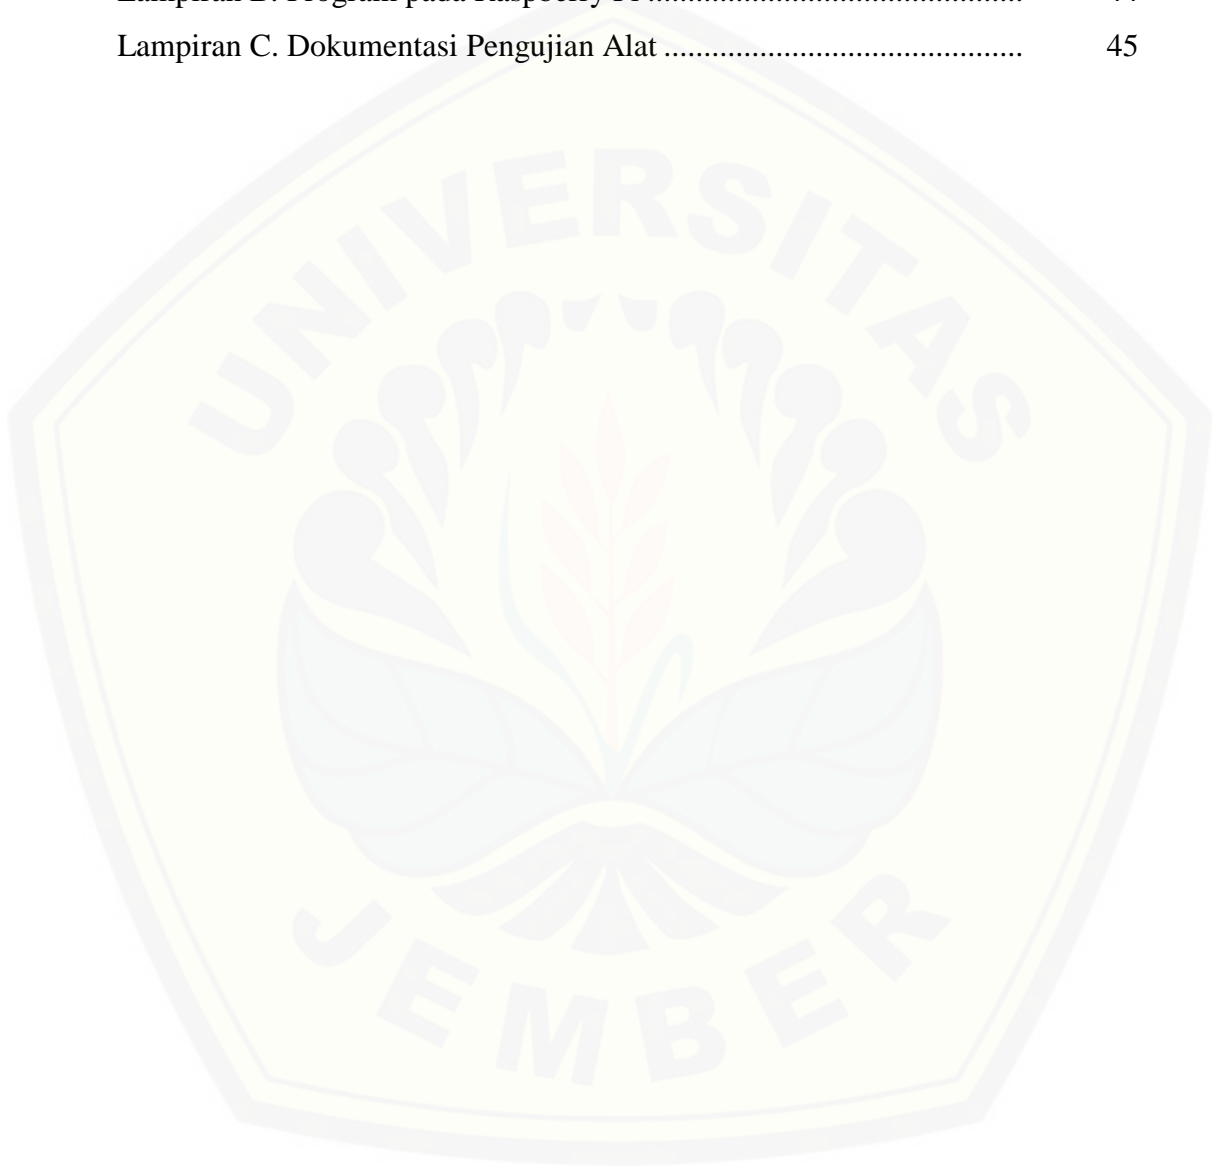 Lampiran C. Dokumentasi Pengujian Alat ............................................. 45
UNIVERSITAS
JEMBER